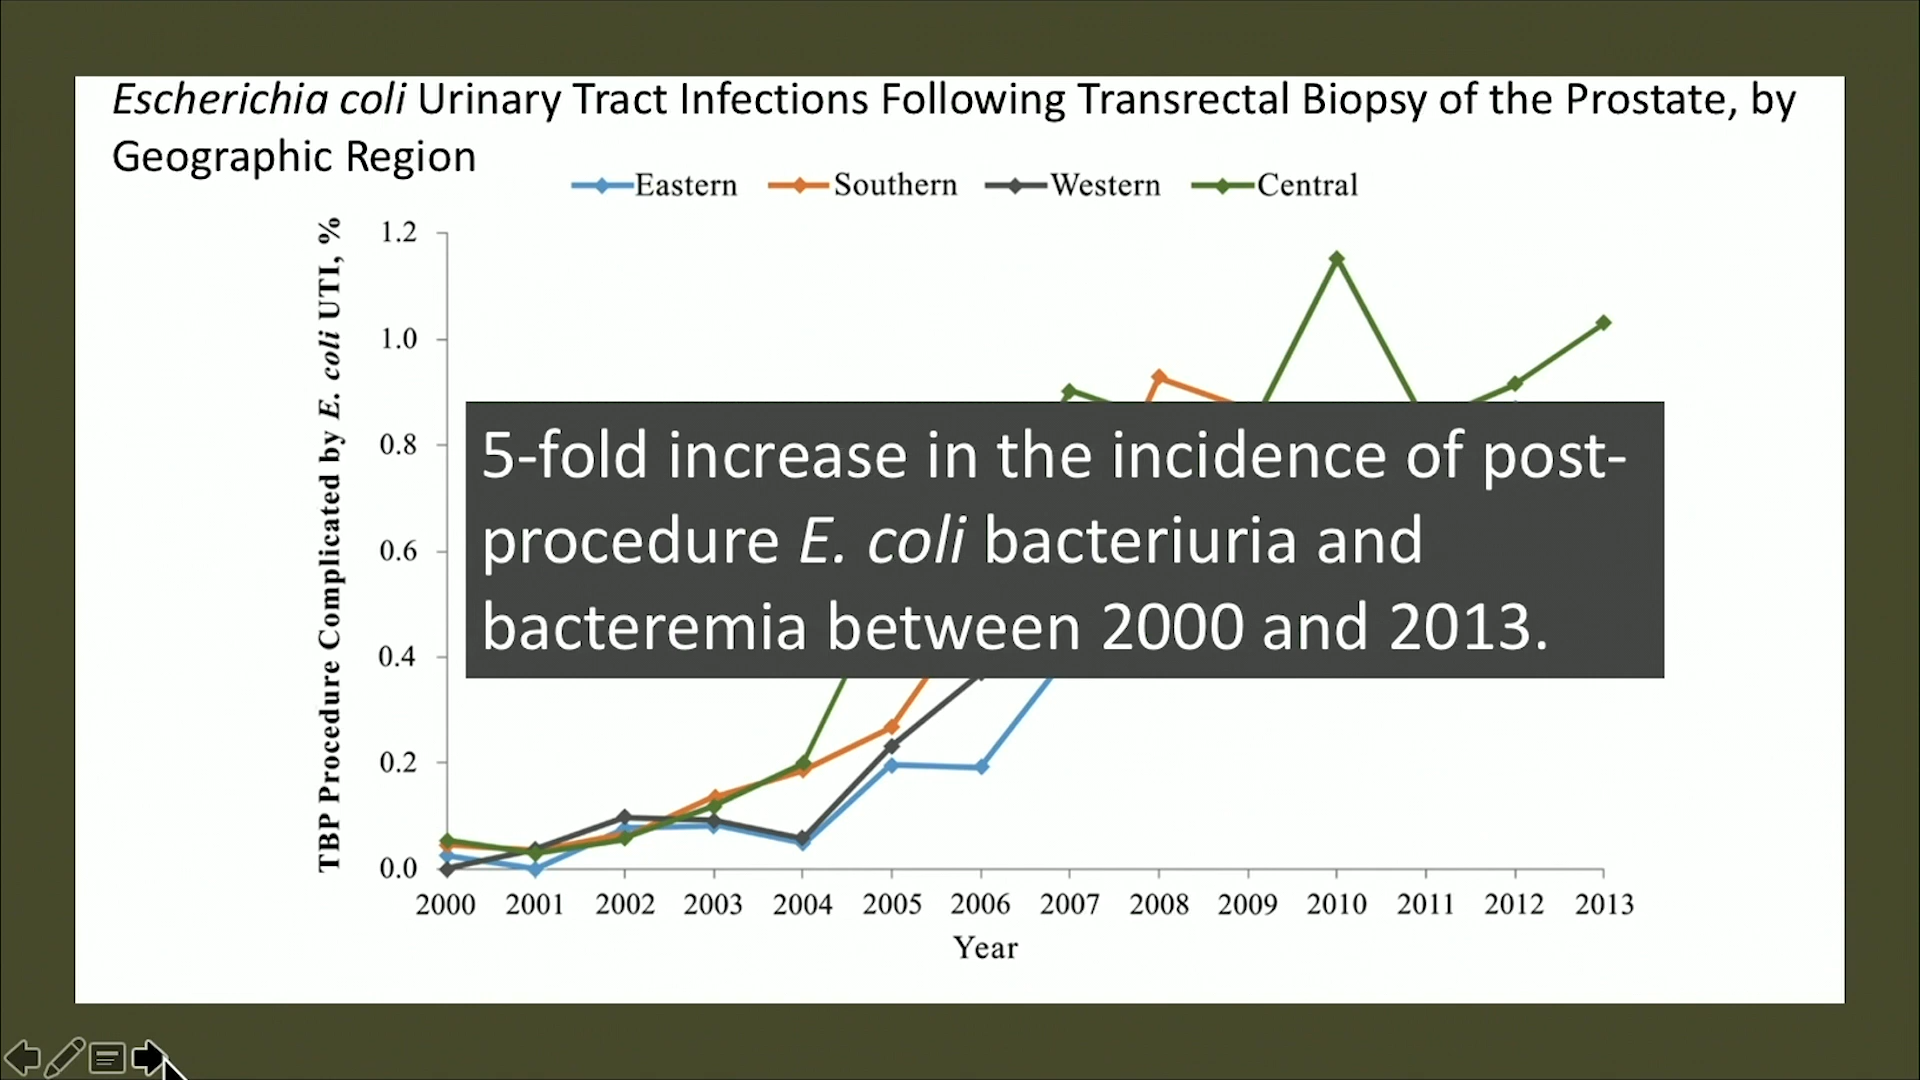 Escherichia coli Urinary Tract Infections Following Transrectal Biopsy of the Prostate, by
Geographic Region
Eastern Southern Western Central
TBP Procedure Complicated by E. coli UTI, %
1.2
1.0
0.8
0.6
0.4
0.2
0.0
5-fold increase in the incidence of post-
procedure E. coli bacteriuria and
bacteremia between 2000 and 2013.
2000 2001 2002 2003 2004 2005 2006 2007 2008 2009 2010 2011 2012 2013
Year